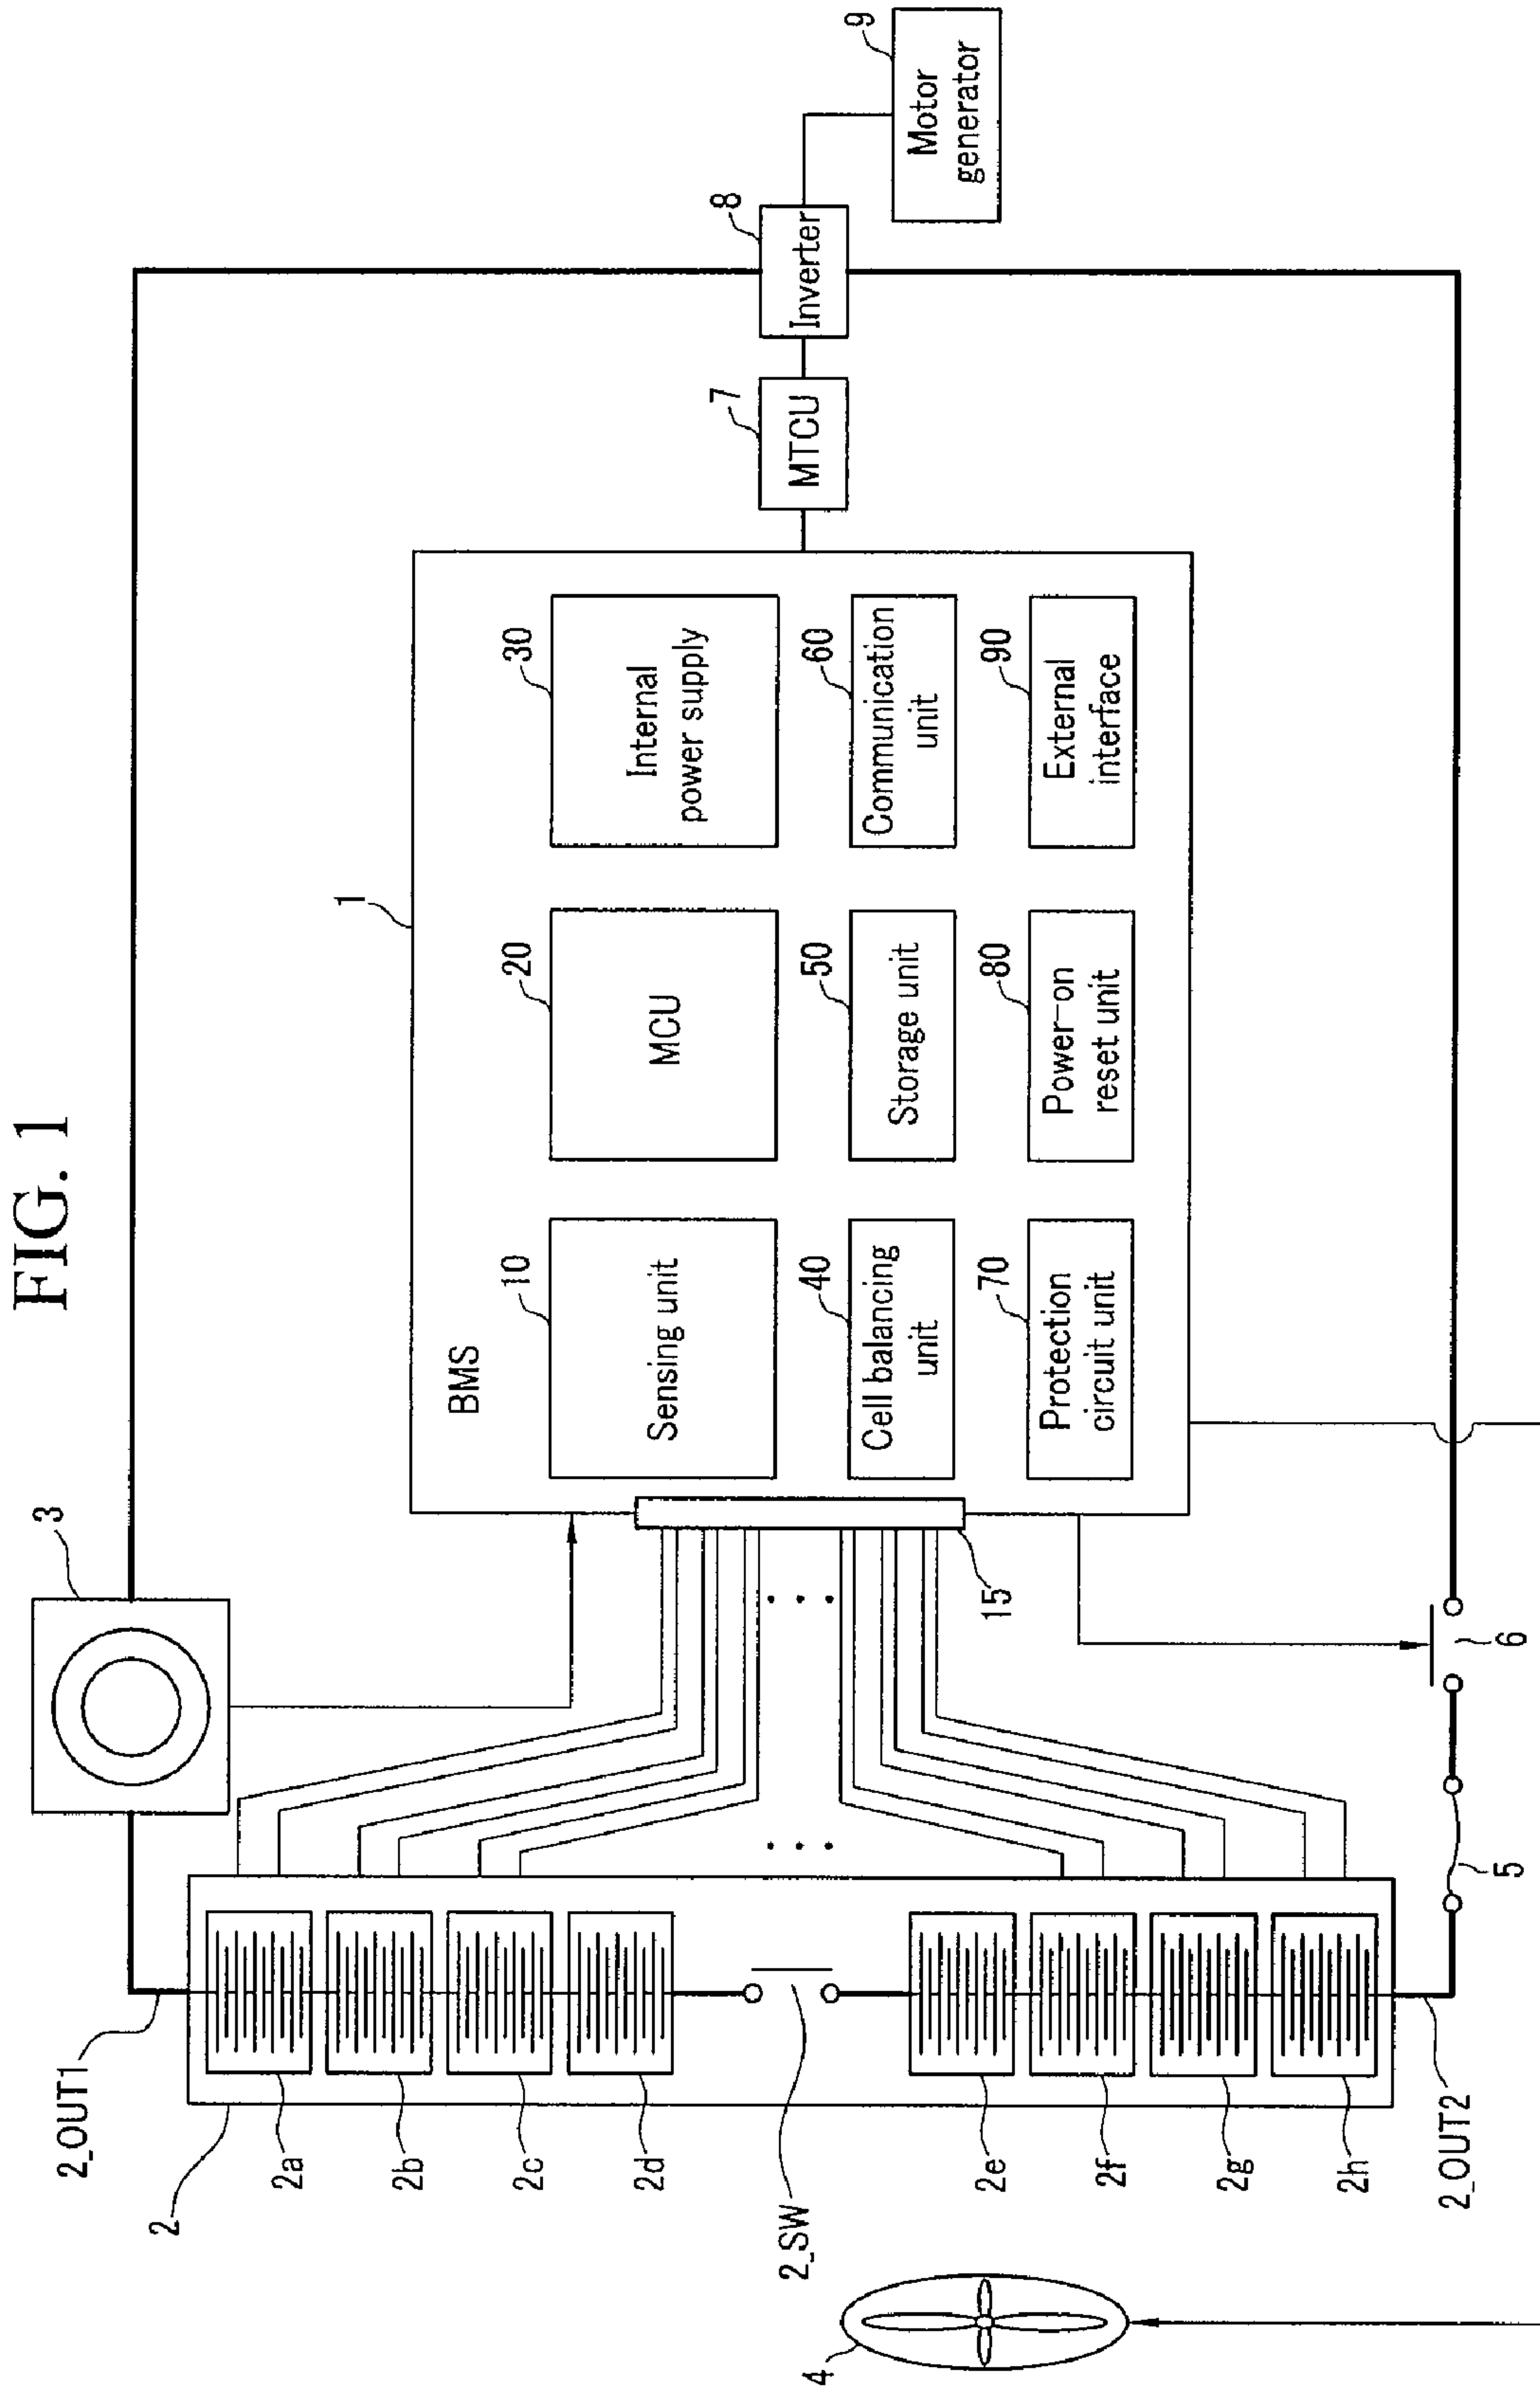 FIG. 1
2_OUT1
3
2
2a
2b
2c
2d
2_SW
2e
2f
2g
2h
2_OUT2
4
5
6
15
1
BMS
10
Sensing unit
20
MCU
30
Internal
power supply
40
Cell balancing
unit
50
Storage unit
60
Communication
unit
70
Protection
circuit unit
80
Power-on
reset unit
90
External
interface
7
MTCU
8
Inverter
9
Motor
generator